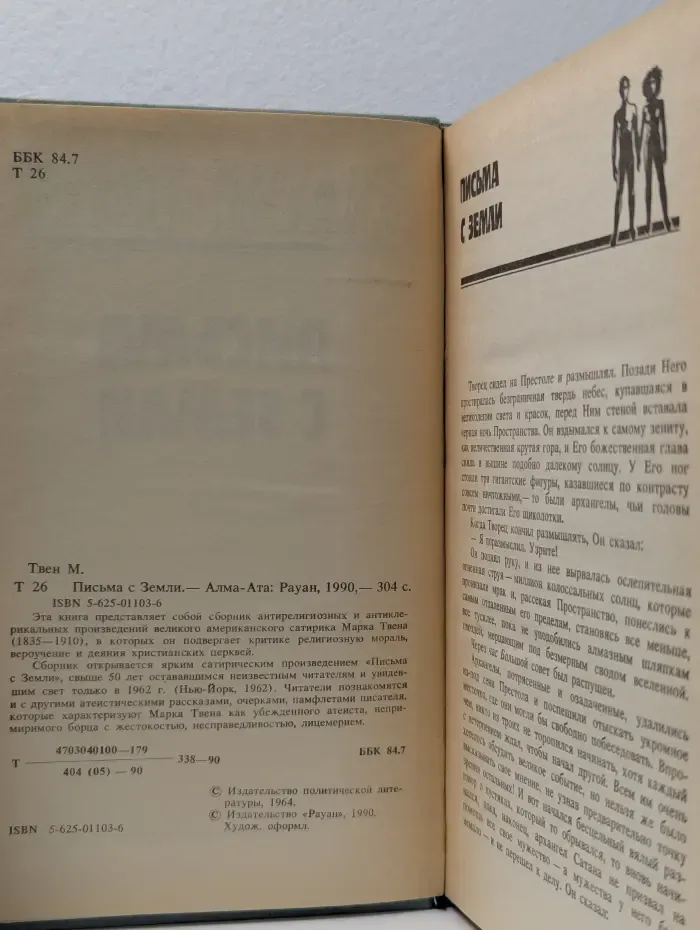 ББК 84.7
Т 26
Твен М.
Т 26 Письма с Земли.— Алма-Ата: Рауан, 1990,— 304 с.
ISBN 5-625-01103-6
Эта книга представляет собой сборник антирелигиозных и антикле-
рикальных произведений великого американского сатирика Марка Твена
(1835—1910), в которых он подвергает критике религиозную мораль,
вероучение и деяния христианских церквей.
Сборник открывается ярким сатирическим произведением «Письма
с Земли», свыше 50 лет оставающимся неизвестным читателям и увидев-
шим свет только в 1962 г. (Нью-Йорк, 1962). Читатели познакомятся
и с другими атеистическими рассказами, очерками, памфлетами писателя,
которые характеризуют Марка Твена как убежденного атеиста, непри-
миримого борца с жестокостью, несправедливостью, лицемерием.
Т 4703040100—179 338—90 ББК 84.7
404 (05) — 90
© Издательство политической лите-
ратуры, 1964.
© Издательство «Рауан», 1990.
Худож. оформл.
ISBN 5-625-01103-6
ПИСЬМА
С ЗЕМЛИ
Творец сидел на Престоле и размышлял. Позади Него
простиралась безграничная твердь небес, купавшаяся в
великолепии света и красок, перед Ним стеной вставала
черная ночь Пространства. Он вздымался к самому зениту,
как величественная крутая гора, и Его божественная глава
сияла в вышине подобно далекому солнцу. У Его ног
стояли три гигантские фигуры, казавшиеся по контрасту
совсем ничтожными,— то были архангелы, чьи головы
почти достигали Его щиколотки.
Когда Творец кончил размышлять, Он сказал:
— Я поразмыслил. Узрите!
Он поднял руку, и из нее вырвалась ослепительная
огненная струя — миллион колоссальных солнц, которые
пронизали мрак и, рассекая Пространство, понеслись к
самым отдаленным его пределам, становясь все меньше,
все тусклее, пока не уподобились алмазным шляпкам
гвоздей, мерцающим под безмерным сводом вселенной.
Через час Большой совет был распущен.
Архангелы, потрясенные и озадаченные, удалились
из-под сени Престола и поспешили отыскать укромное
местечко, где они могли бы свободно побеседовать. Впро-
чем, никто из троих не торопился начинать, хотя каждый
с нетерпением ждал, чтобы начал другой. Всем им очень
хотелось обсудить великое событие, но нельзя же было
высказывать свое мнение, не узнав предварительно точку
зрения остальных! И вот начался бесцельный вялый раз-
говор о пустяках, который то обрывался, то вновь начи-
нался, пока, наконец, архангел Сатана не призвал на
помощь все свое мужество — а мужества у него б
немало — и не перешел к делу. Он сказал: